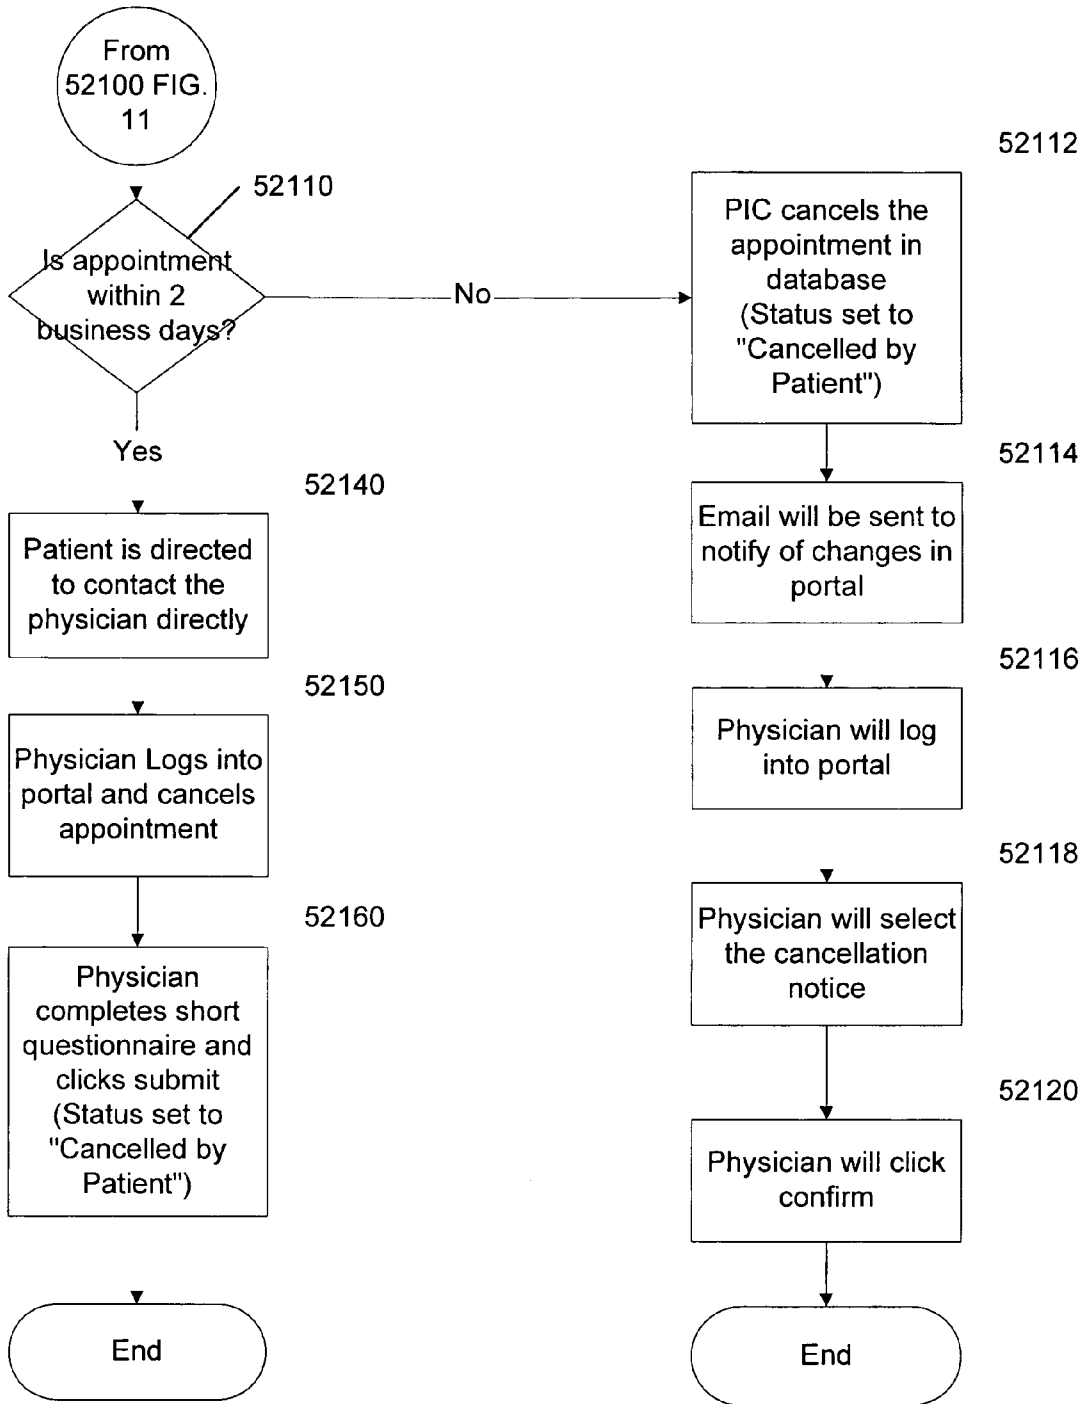 From
52100 FIG.
11
52110
Is appointment
within 2
business days?
No
Yes
52112
PIC cancels the
appointment in
database
(Status set to
"Cancelled by
Patient")
52114
Email will be sent to
notify of changes in
portal
52116
Physician will log
into portal
52118
Physician will select
the cancellation
notice
52120
Physician will click
confirm
End
52140
Patient is directed
to contact the
physician directly
52150
Physician Logs into
portal and cancels
appointment
52160
Physician
completes short
questionnaire and
clicks submit
(Status set to
"Cancelled by
Patient")
End